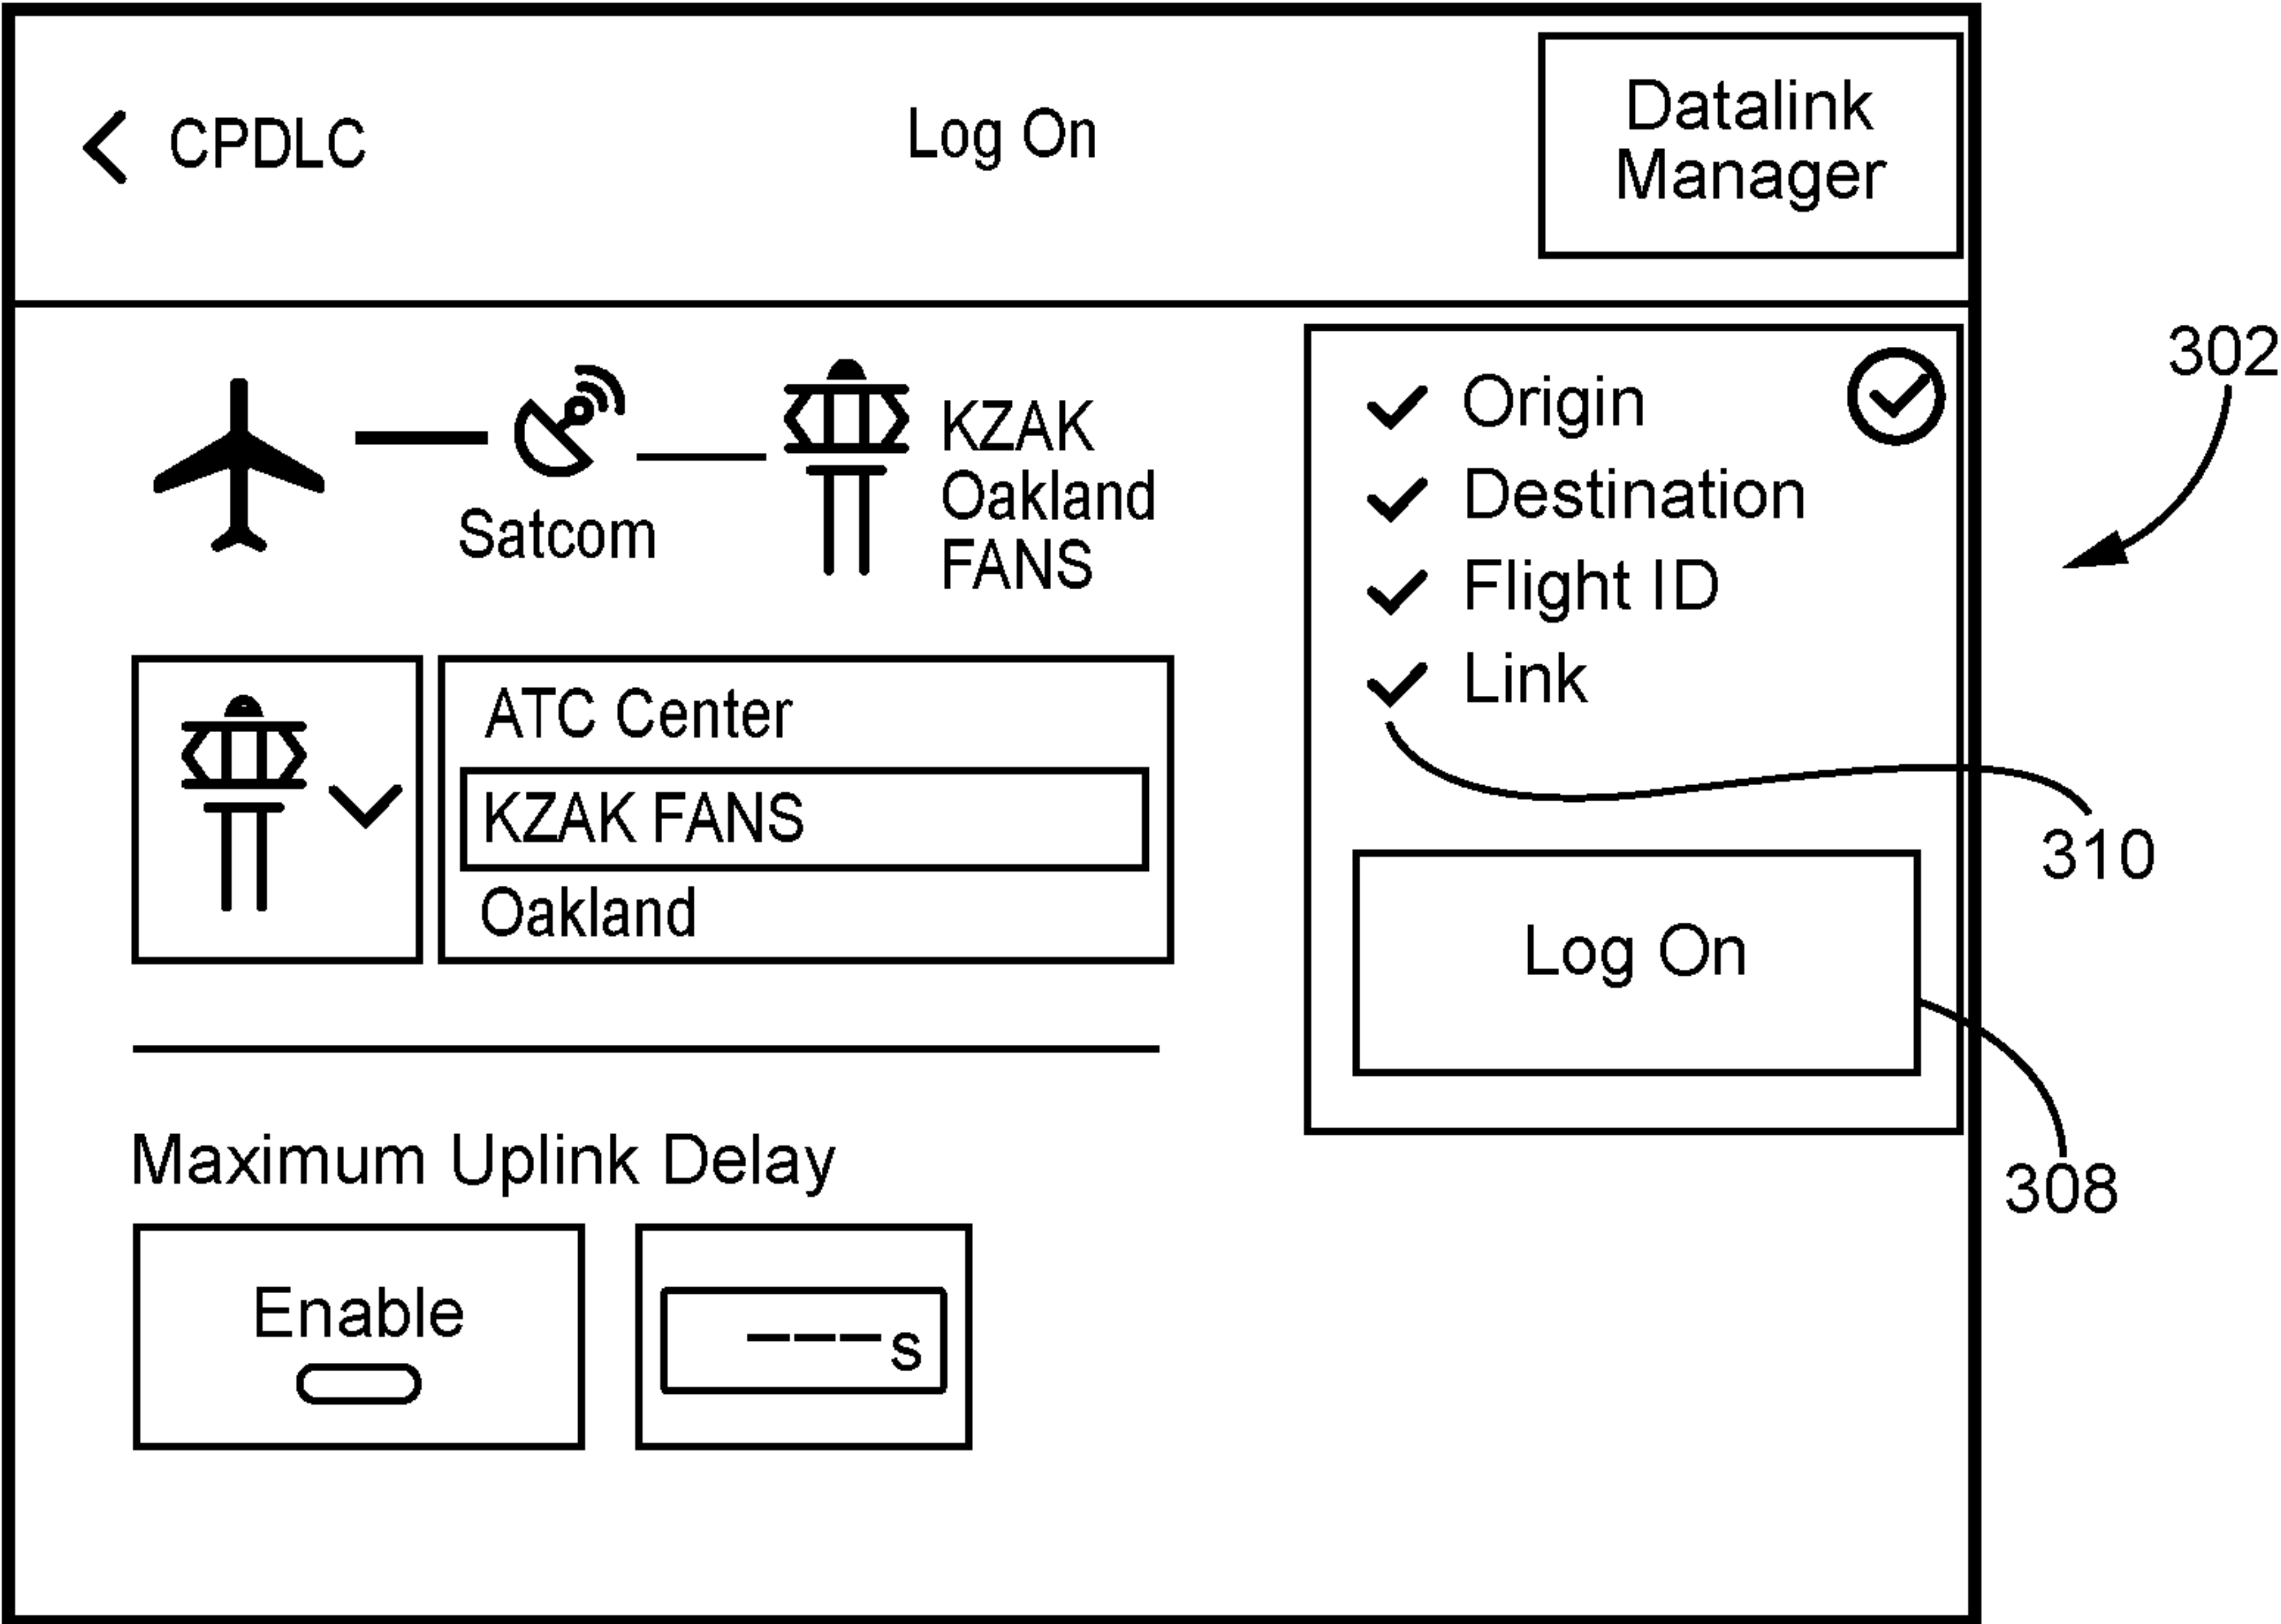 CPDLC
Log On
Datalink
Manager
Satcom
KZAK
Oakland
FANS
Origin
Destination
Flight ID
Link
302
ATC Center
KZAK FANS
Oakland
310
Log On
308
Maximum Uplink Delay
Enable
---s